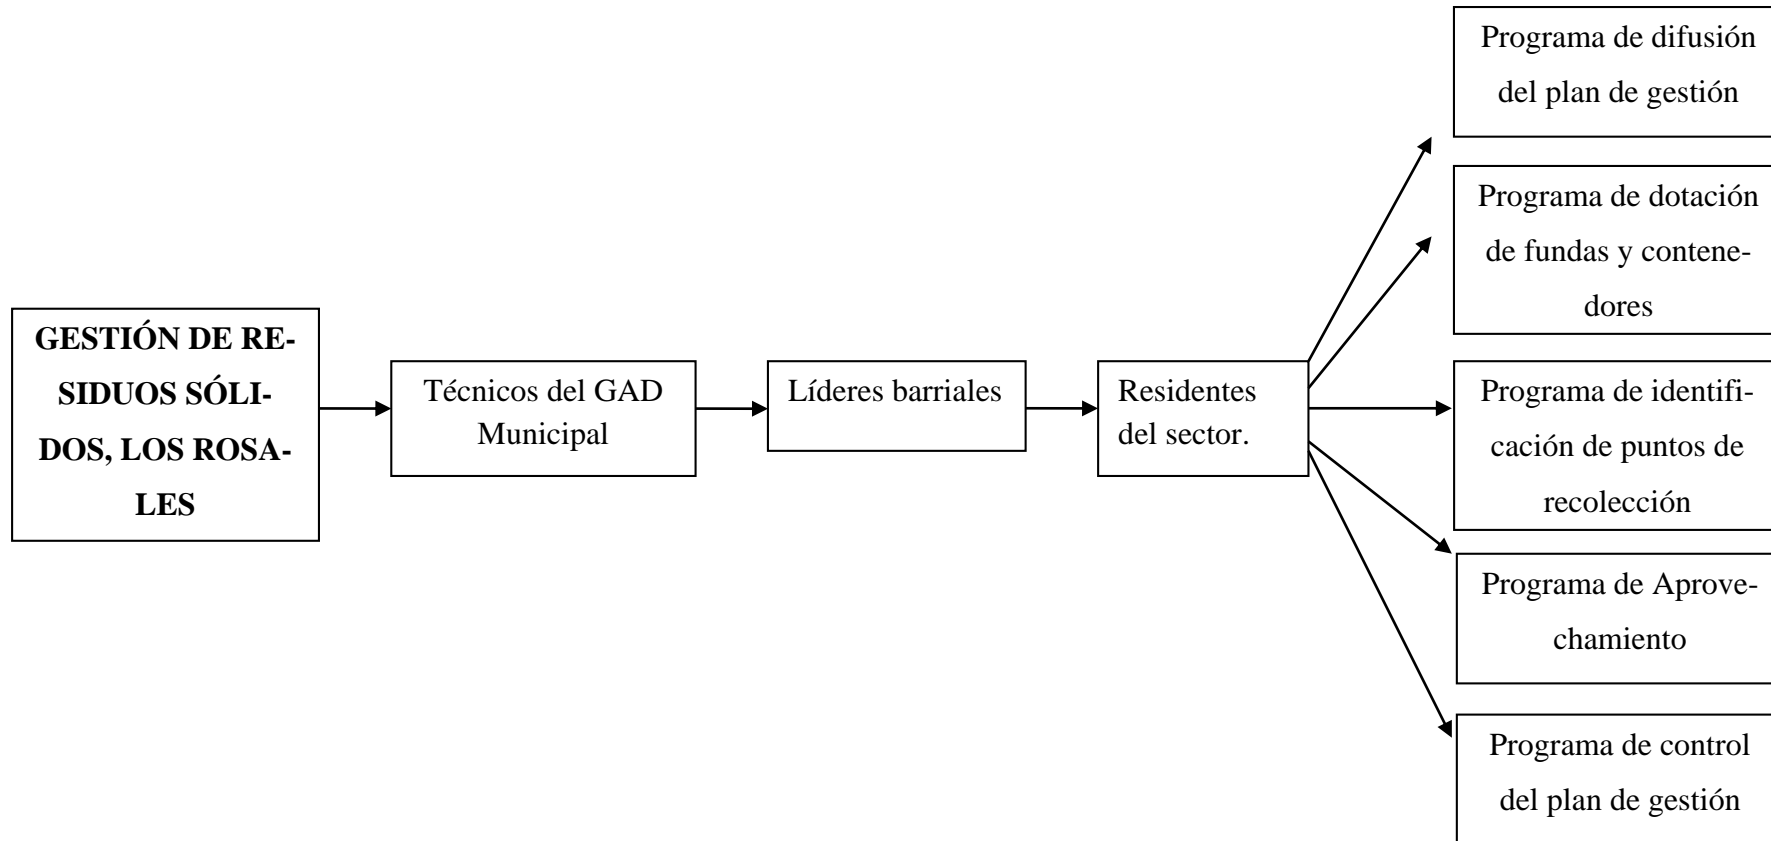 GESTIÓN DE RE-
SIDUOS SÓLI-
DOS, LOS ROSA-
LES
Técnicos del GAD
Municipal
Líderes barriales
Residentes
del sector.
Programa de difusión
del plan de gestión
Programa de dotación
de fundas y contene-
dores
Programa de identifi-
cación de puntos de
recolección
Programa de Aprove-
chamiento
Programa de control
del plan de gestión